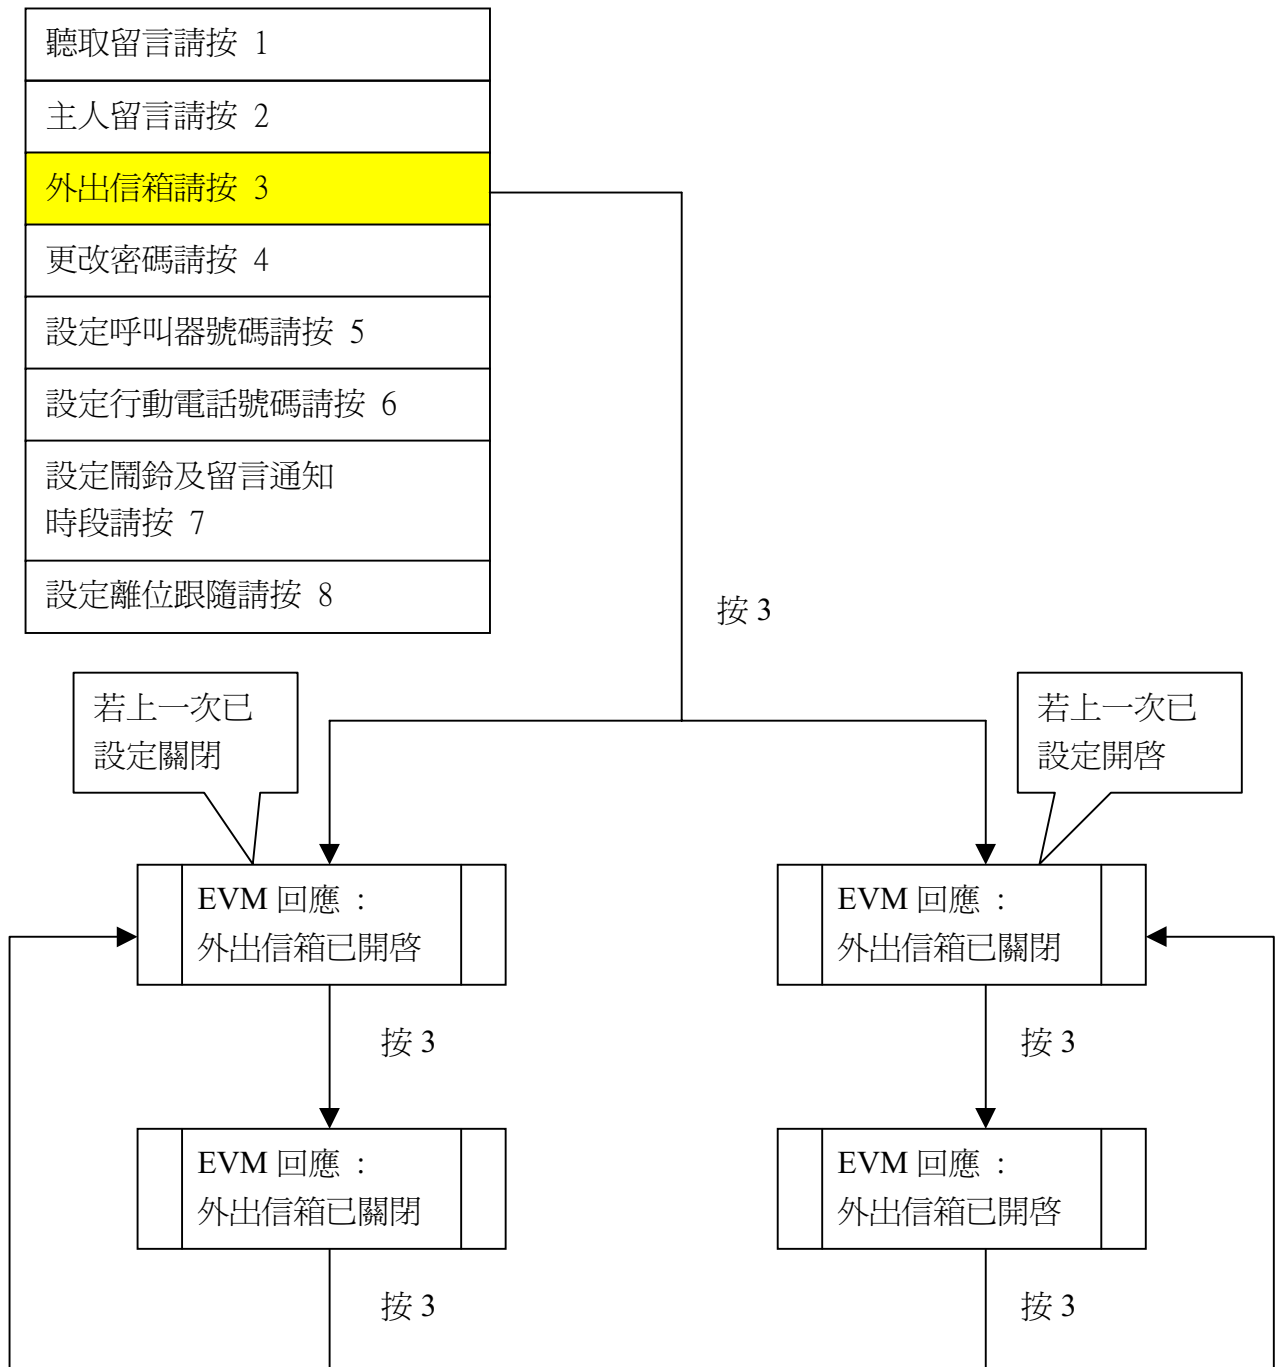 聽取留言請按 1
主人留言請按 2
外出信箱請按 3
更改密碼請按 4
設定呼叫器號碼請按 5
設定行動電話號碼請按 6
設定鬧鈴及留言通知
時段請按 7
設定離位跟隨請按 8
按 3
若上一次已
設定關閉
若上一次已
設定開啓
EVM 回應：
外出信箱已開啓
EVM 回應：
外出信箱已關閉
按 3
按 3
EVM 回應：
外出信箱已關閉
EVM 回應：
外出信箱已開啓
按 3
按 3